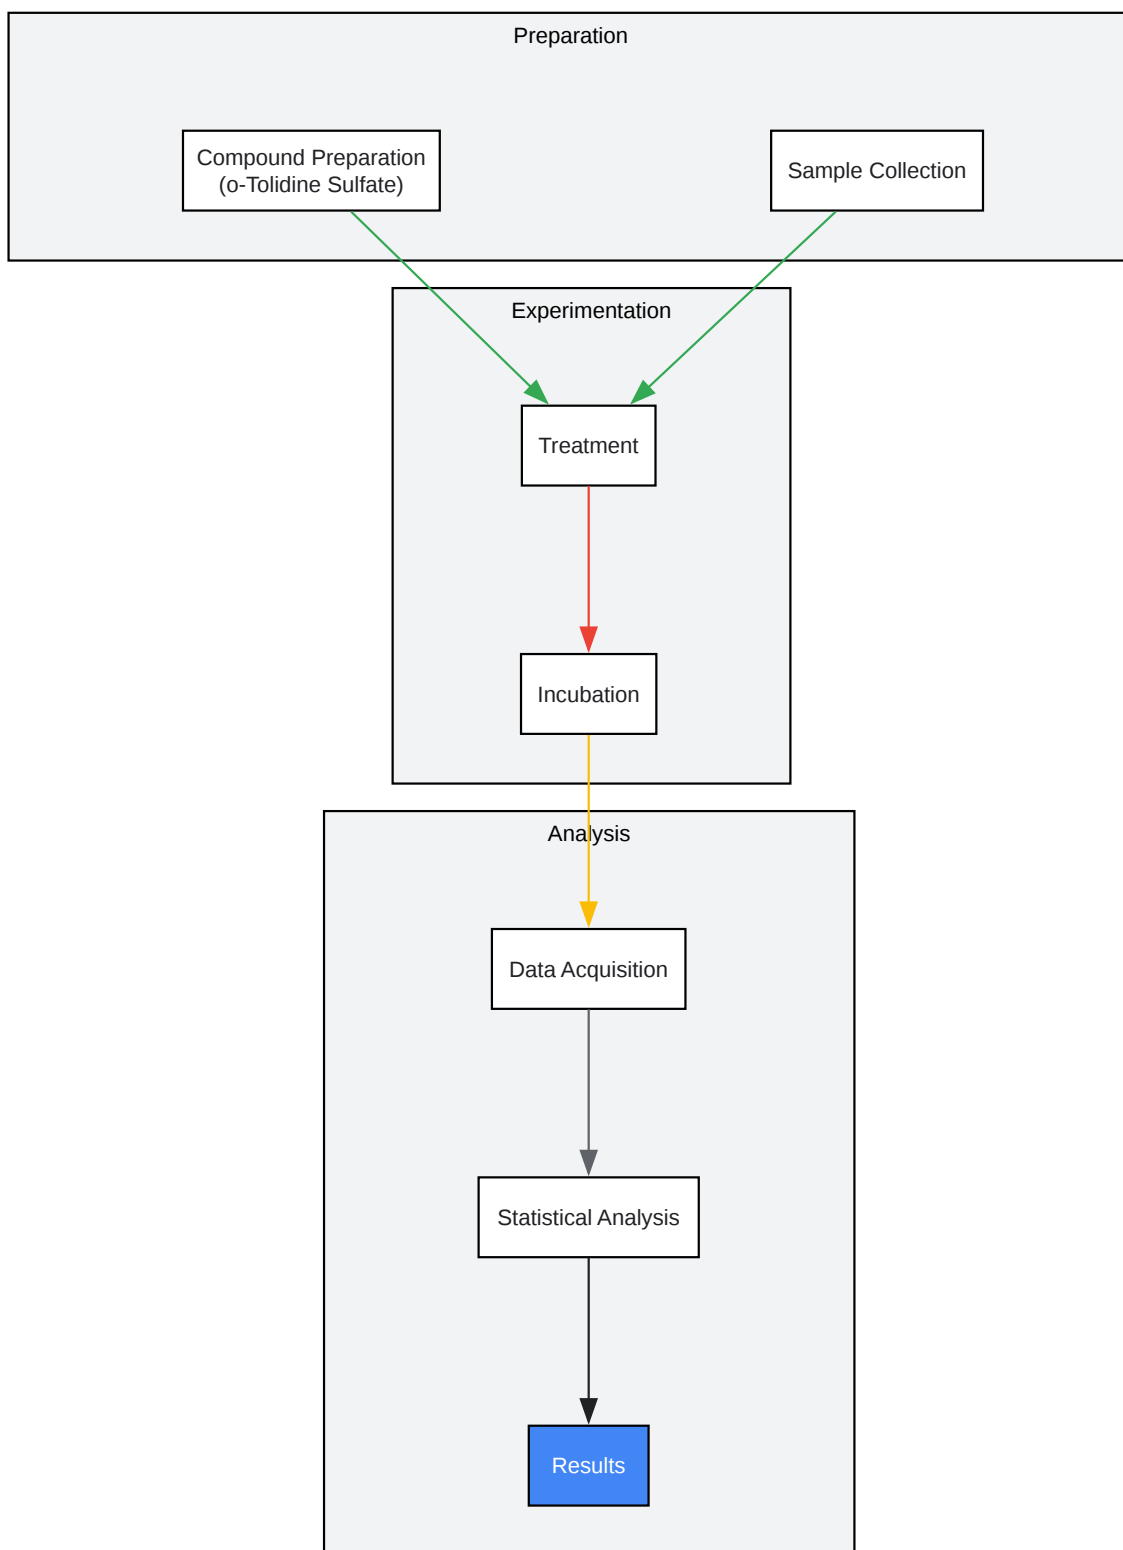 Preparation
Compound Preparation
(o-Tolidine Sulfate)
Sample Collection
Experimentation
Treatment
Incubation
Analysis
Data Acquisition
Statistical Analysis
Results